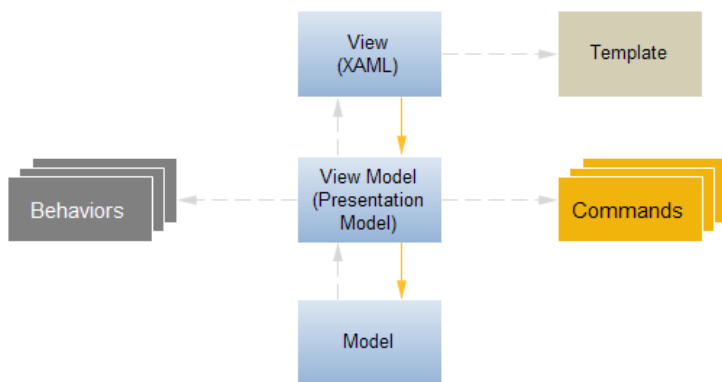 View
(XAML)
Template
Behaviors
View Model
(Presentation
Model)
Commands
Model